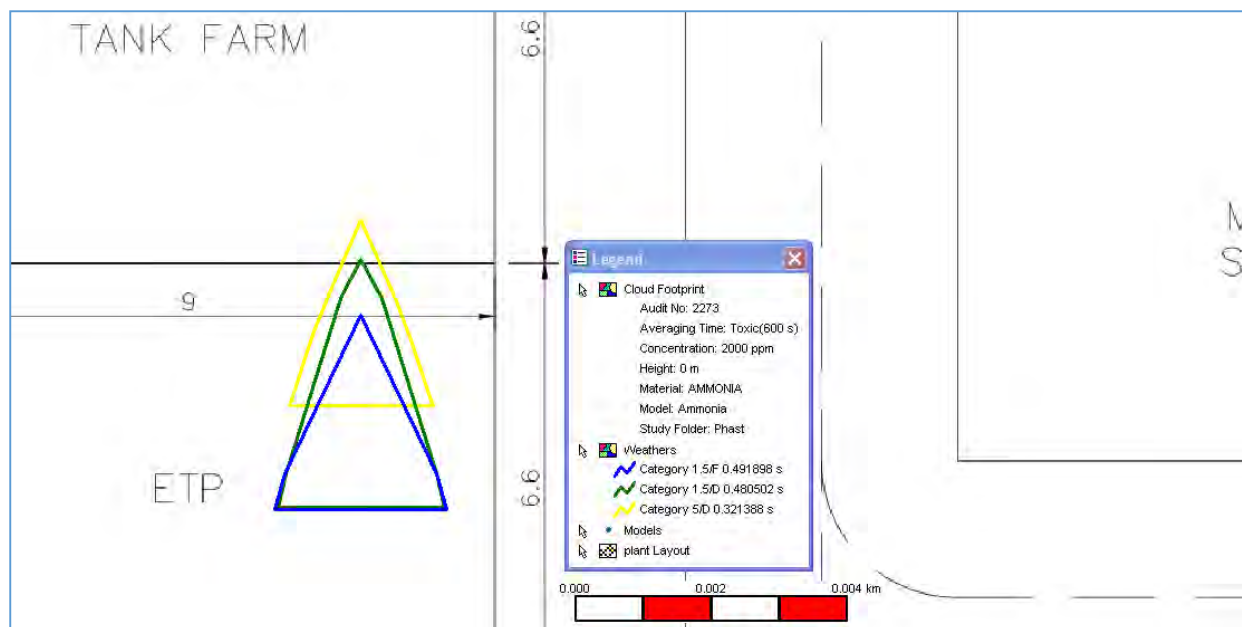 TANK FARM
6.6
Legend
Cloud Footprint
Audit No: 2273
Averaging Time: Toxic(600 s)
Concentration: 2000 ppm
Height: 0 m
Material: AMMONIA
Model: Ammonia
Study Folder: Phast
Weathers
Category 1.5/F 0.491898 s
Category 1.5/D 0.480502 s
Category 5/D 0.321388 s
Models
plant Layout
ETP
6.6
0.000 0.002 0.004 km